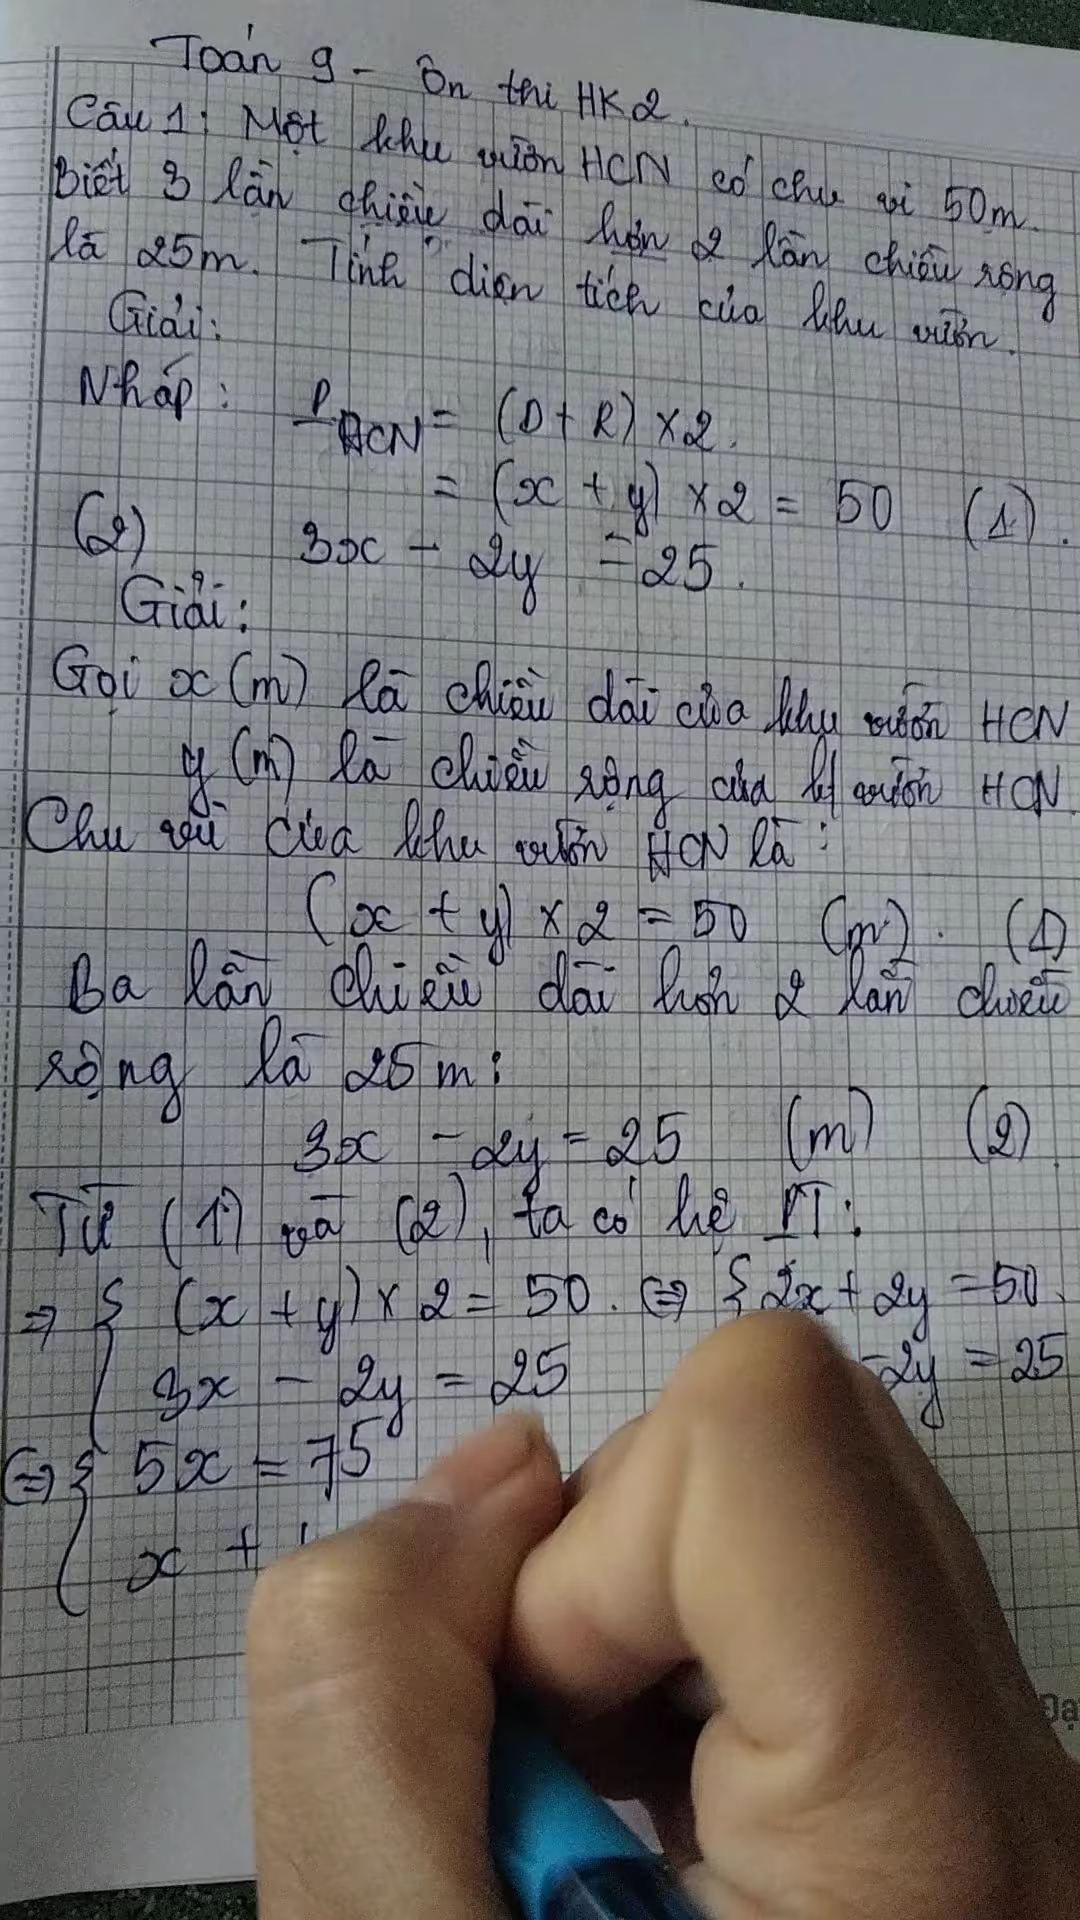 Toán 9 - Ôn thi HK2.
Câu 1: Một khu vườn HCN có chu vi 50m.
Biết 3 lần chiều dài hơn 2 lần chiều rộng
là 25m. Tính diện tích của khu vườn.
Giải:
Nháp: P HCN = (D + R) × 2.
= (x + y) × 2 = 50 (1).
(2) 3x - 2y = 25.
Giải:
Gọi x (m) là chiều dài của khu vườn HCN
y (m) là chiều rộng của vườn HCN.
Chu vi của khu vườn HCN là:
(x + y) × 2 = 50 (m). (1)
Ba lần chiều dài hơn 2 lần chiều
rộng là 25m:
3x - 2y = 25 (m) (2)
Từ (1) và (2), ta có hệ PT:
⇒ { (x + y) × 2 = 50. ⇔ { 2x + 2y = 50.
3x - 2y = 25 -2y = 25
⇔ { 5x = 75
x +